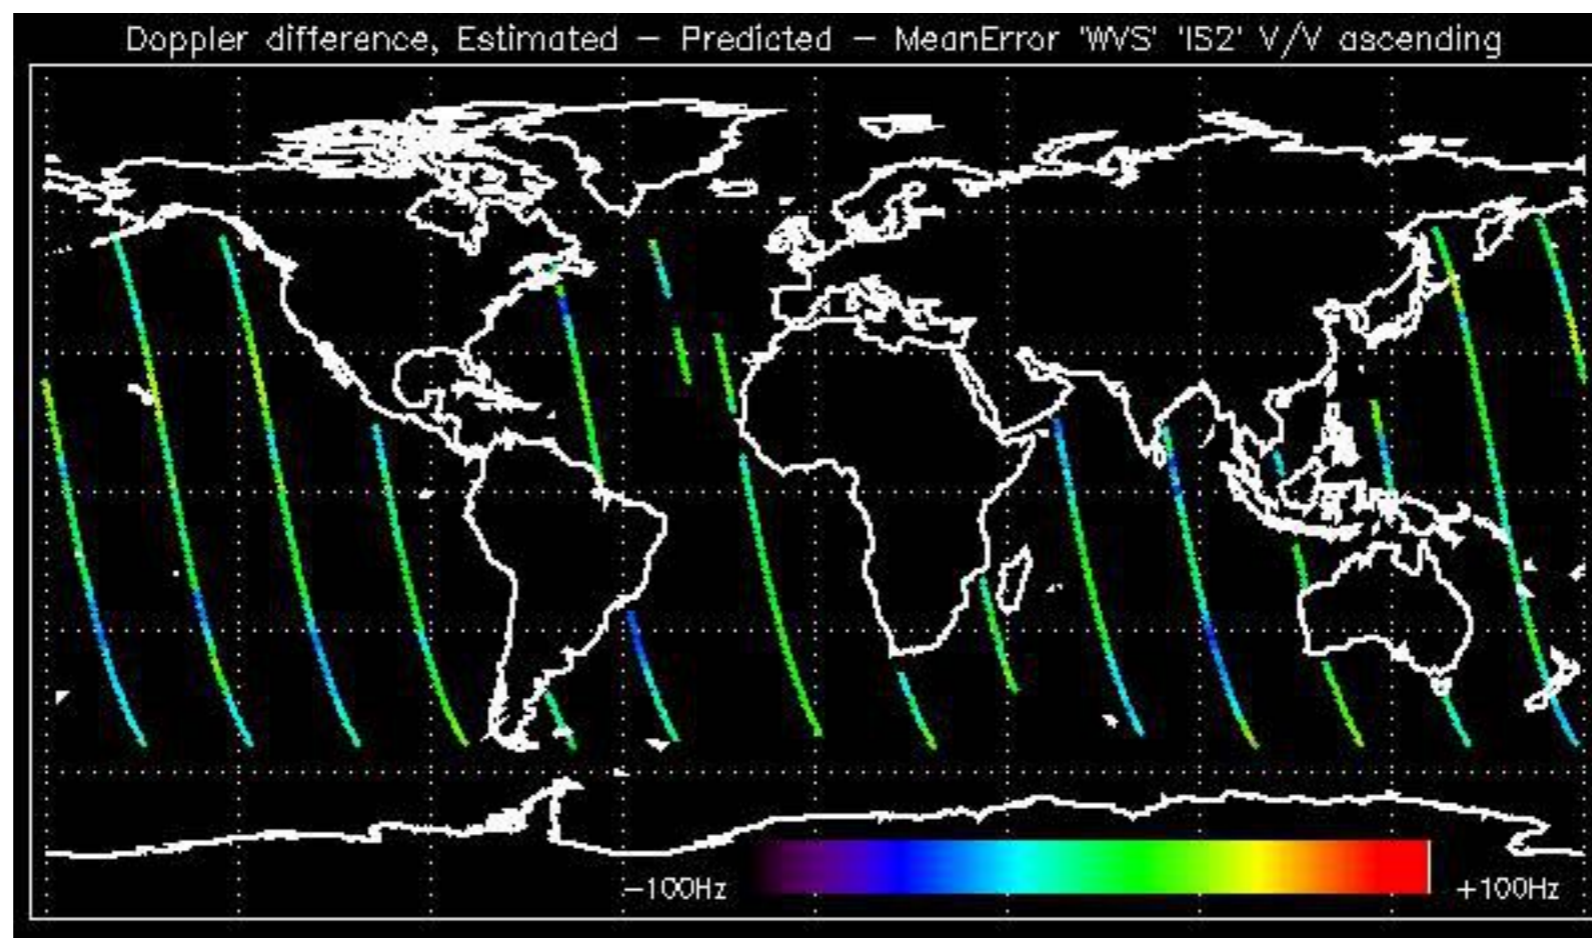 Doppler difference, Estimated – Predicted – MeanError 'WVS' 'IS2' V/V ascending
–100Hz
+100Hz